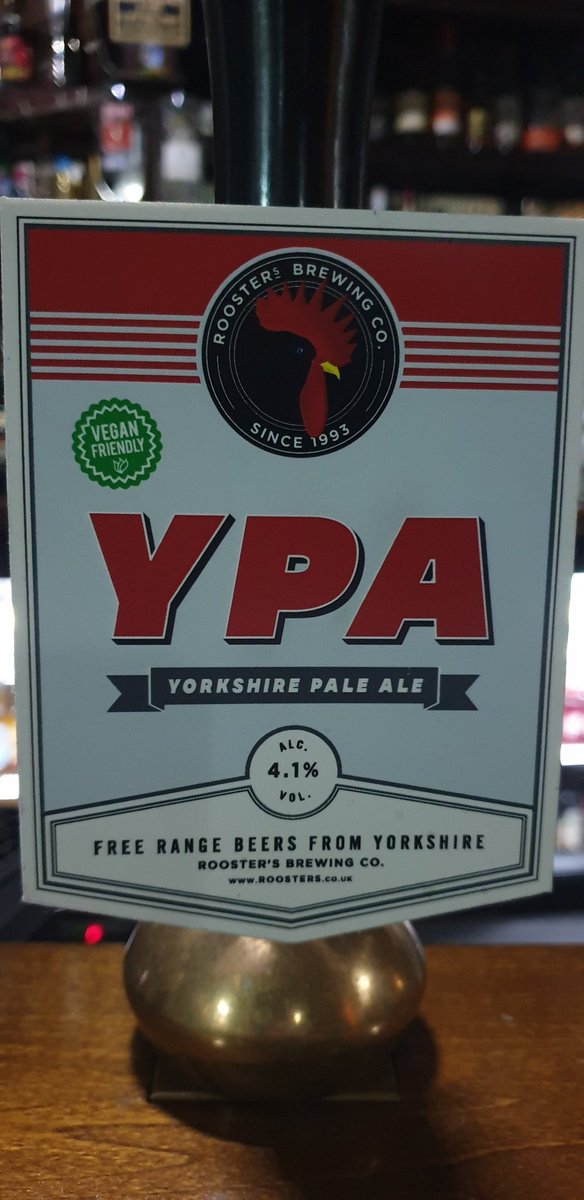 ROOSTERS BREWING CO.
SINCE 1993
VEGAN
FRIENDLY
YPA
YORKSHIRE PALE ALE
ALC.
4.1%
VOL.
FREE RANGE BEERS FROM YORKSHIRE
ROOSTER'S BREWING CO.
www.ROOSTERS.co.uk